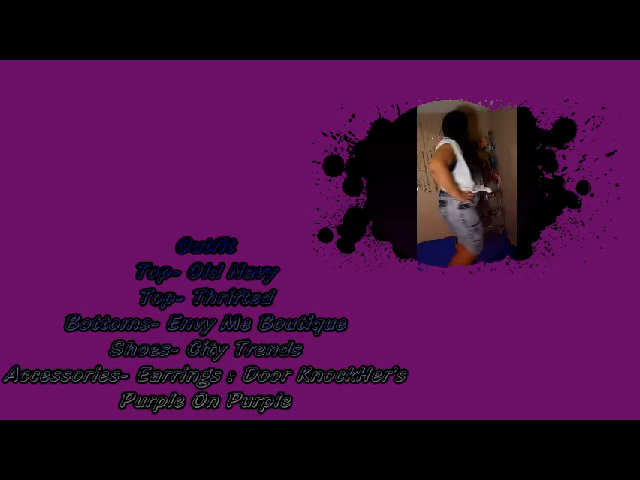 Outfit
Top- Old Navy
Top- Thrifted
Bottoms- Envy Me Boutique
Shoes- City Trends
Accessories- Earrings : Door KnockHer's
Purple On Purple